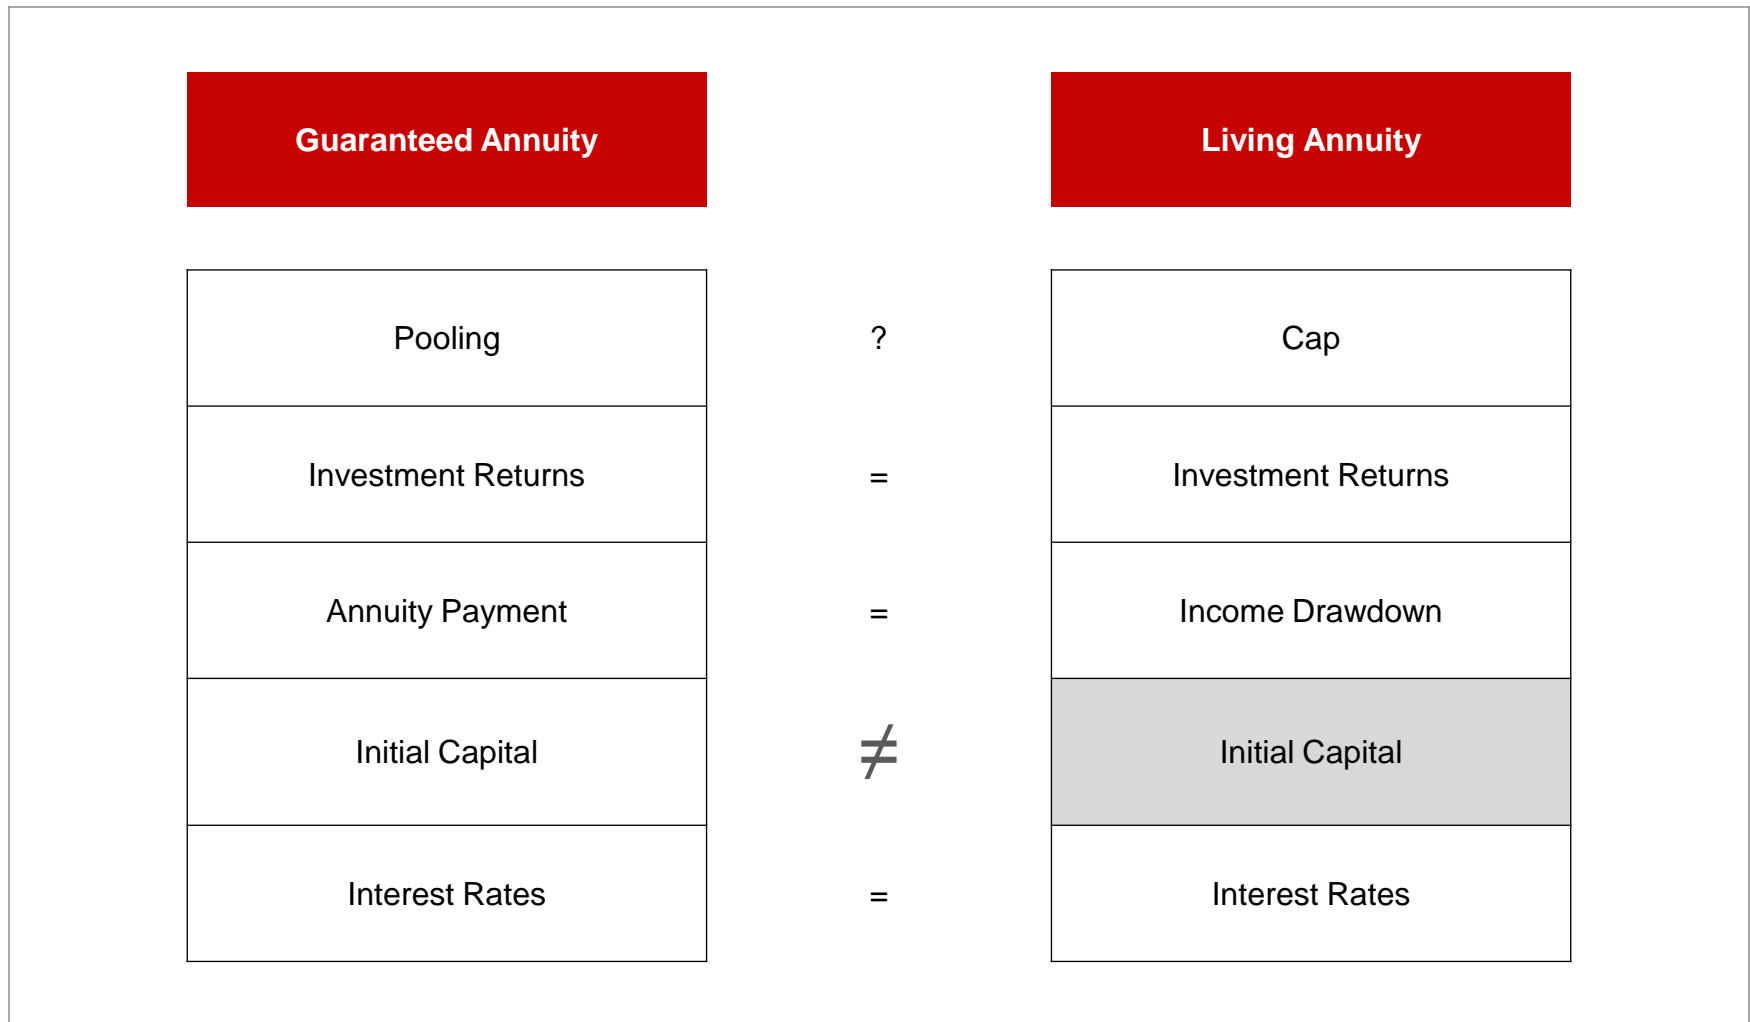 Guaranteed Annuity
Living Annuity
Pooling ? Cap
Investment Returns = Investment Returns
Annuity Payment = Income Drawdown
Initial Capital ≠ Initial Capital
Interest Rates = Interest Rates